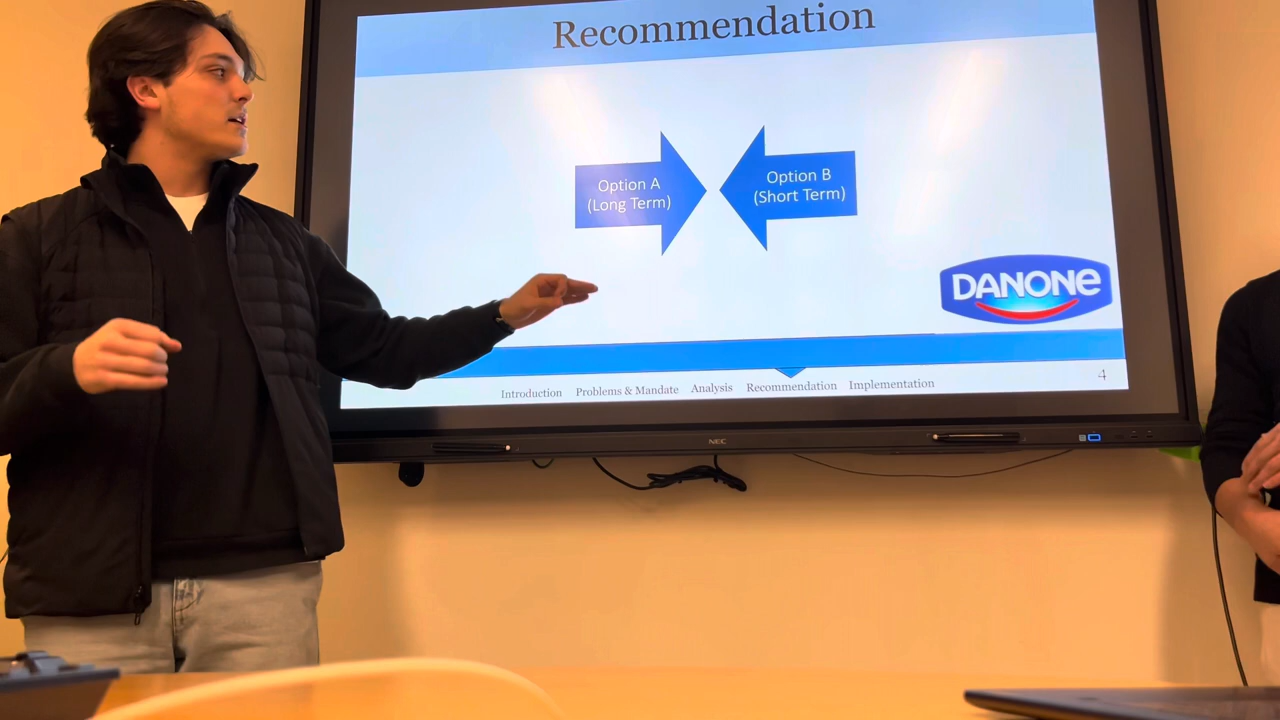 Recommendation
Option A
(Long Term)
Option B
(Short Term)
DANONE
Introduction Problems & Mandate Analysis Recommendation Implementation
4
NEC